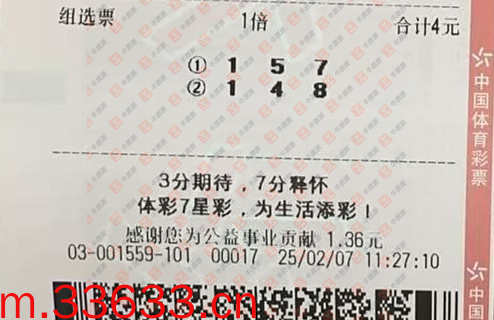 组选票 1倍 合计4元
① 1 5 7
② 1 4 8
3分期待，7分释怀
体彩7星彩，为生活添彩！
感谢您为公益事业贡献 1.36元
03-001559-101 00017 25/02/07 11:27:10
中国体育彩票
中国
m.33633.cn